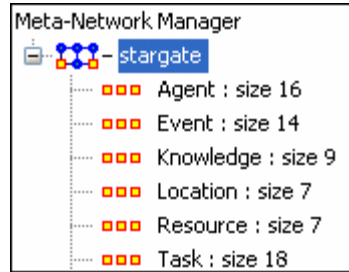 Meta-Network Manager
stargate
Agent : size 16
Event : size 14
Knowledge : size 9
Location : size 7
Resource : size 7
Task : size 18